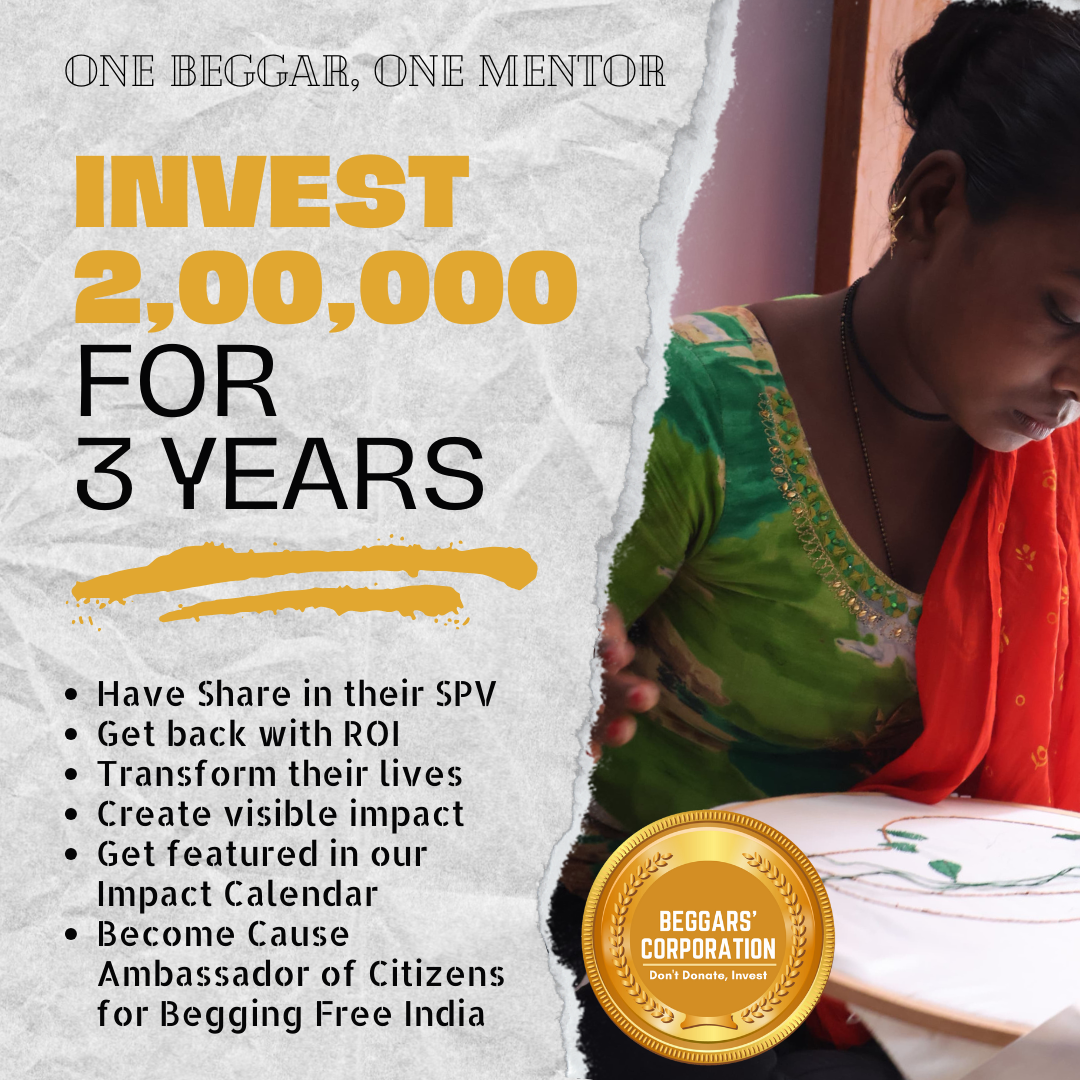 ONE BEGGAR, ONE MENTOR
INVEST
2,00,000
FOR
3 YEARS
• Have Share in their SPV
• Get back with ROI
• Transform their lives
• Create visible impact
• Get featured in our
Impact Calendar
• Become Cause
Ambassador of Citizens
for Begging Free India
BEGGARS'
CORPORATION
Don't Donate, Invest